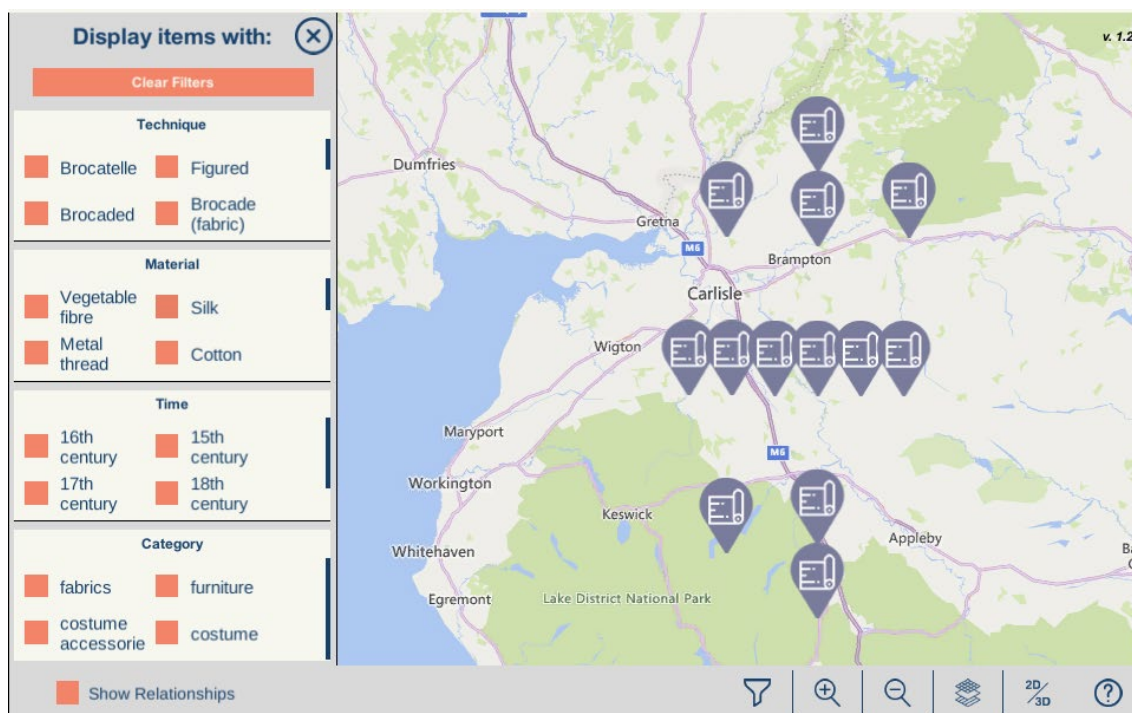 Display items with:
Clear Filters
Technique
Brocatelle
Figured
Brocaded
Brocade
(fabric)
Material
Vegetable
fibre
Silk
Metal
thread
Cotton
Time
16th
century
15th
century
17th
century
18th
century
Category
fabrics
furniture
costume
accessorie
costume
Show Relationships
v. 1.2
Dumfries
Gretna
M6
Brampton
Carlisle
Wigton
Maryport
M6
Workington
Keswick
Appleby
Whitehaven
Egremont
Lake District National Park
2D/3D
?